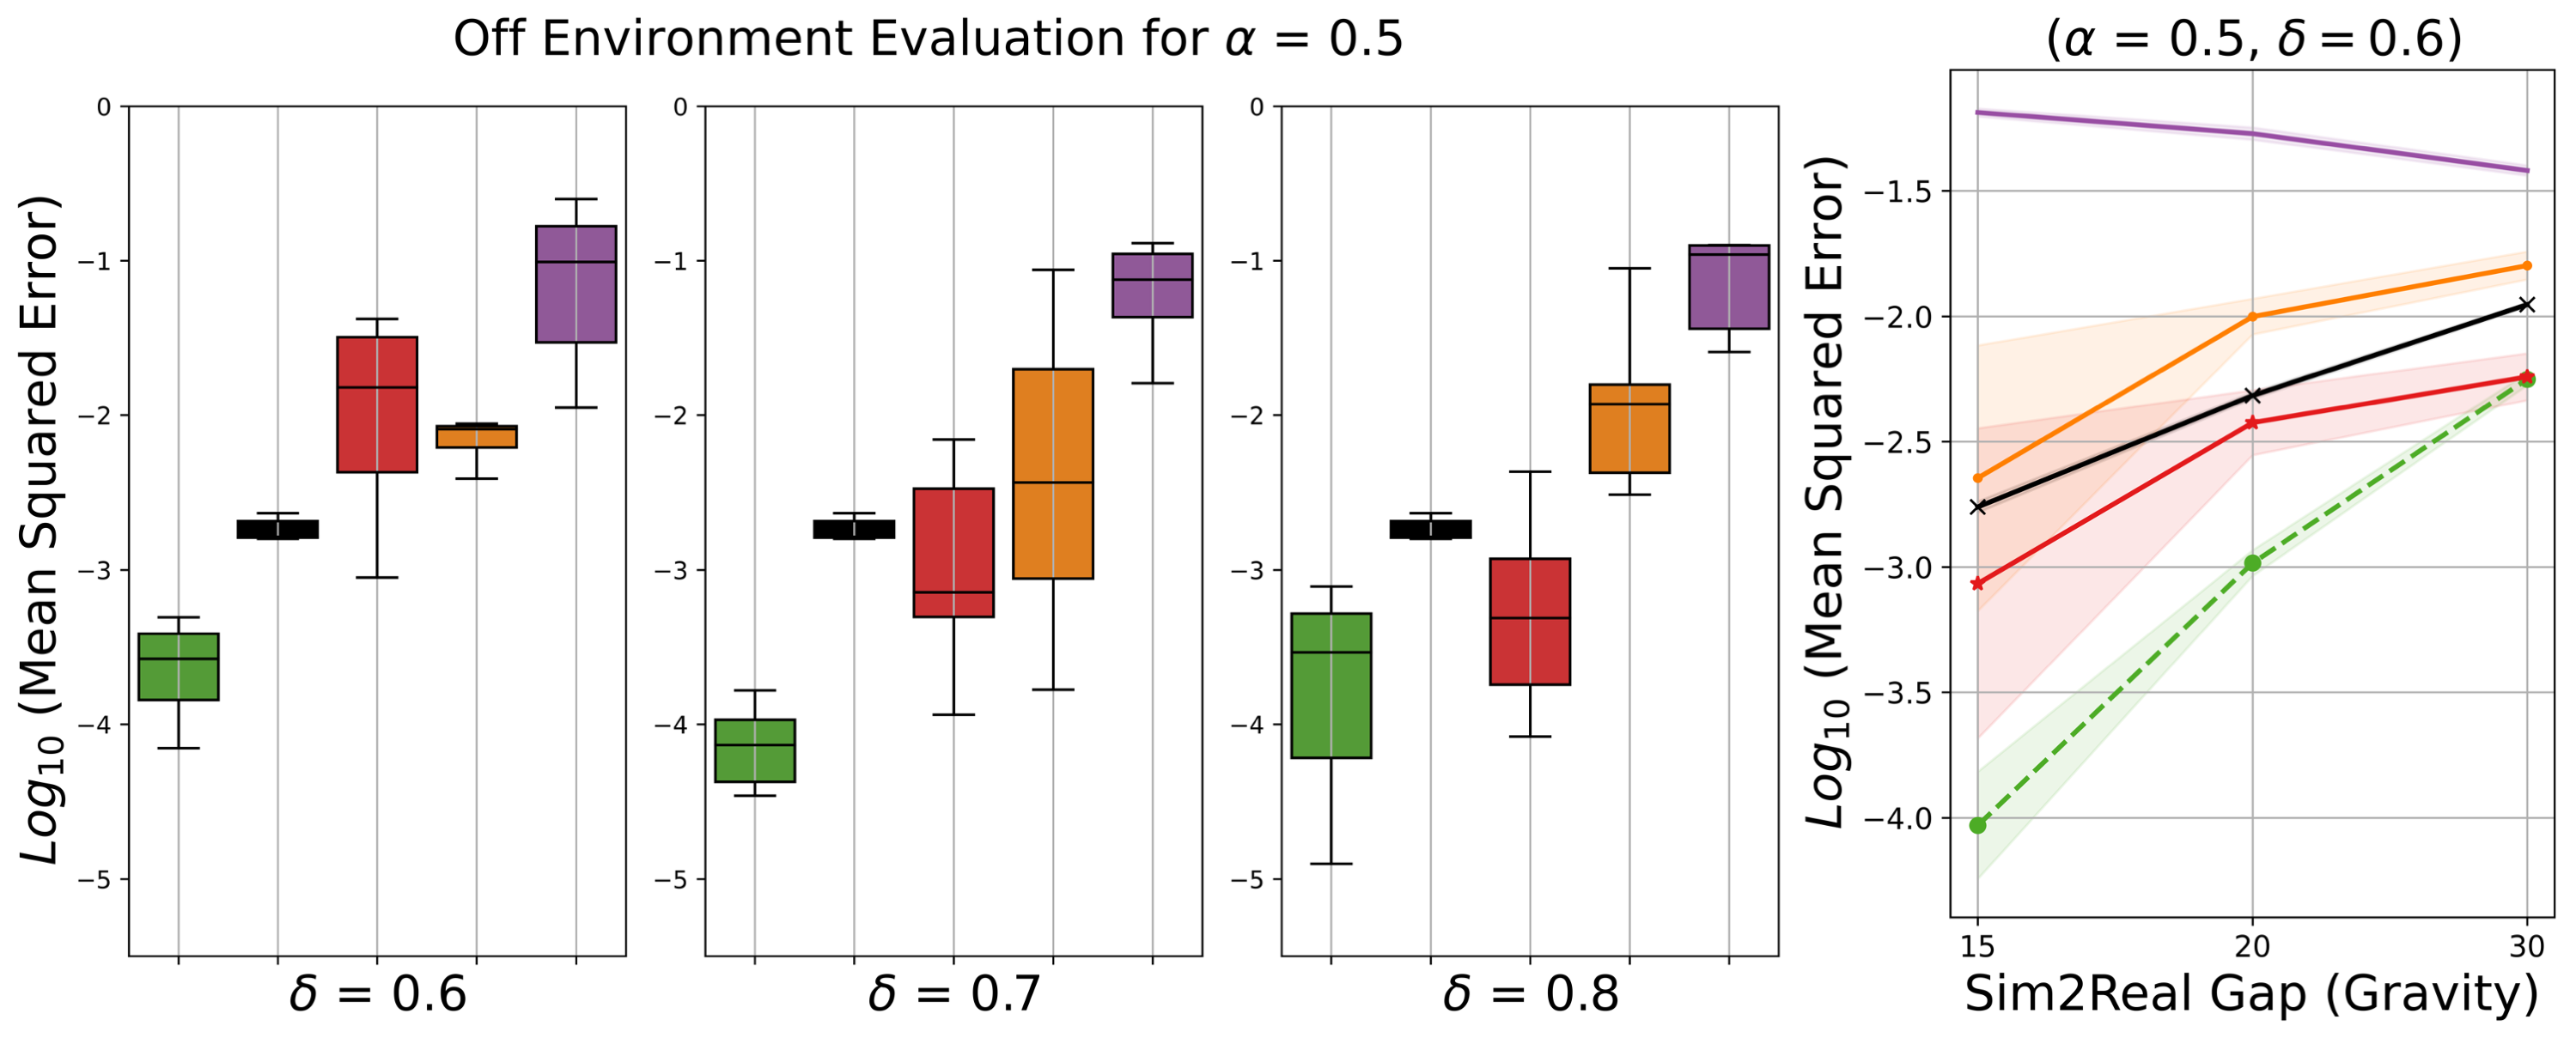 Off Environment Evaluation for α = 0.5
(α = 0.5, δ = 0.6)
Log₁₀ (Mean Squared Error)
0
−1
−2
−3
−4
−5
δ = 0.6
0
−1
−2
−3
−4
−5
δ = 0.7
0
−1
−2
−3
−4
−5
δ = 0.8
Log₁₀ (Mean Squared Error)
−1.5
−2.0
−2.5
−3.0
−3.5
−4.0
15 20 30
Sim2Real Gap (Gravity)